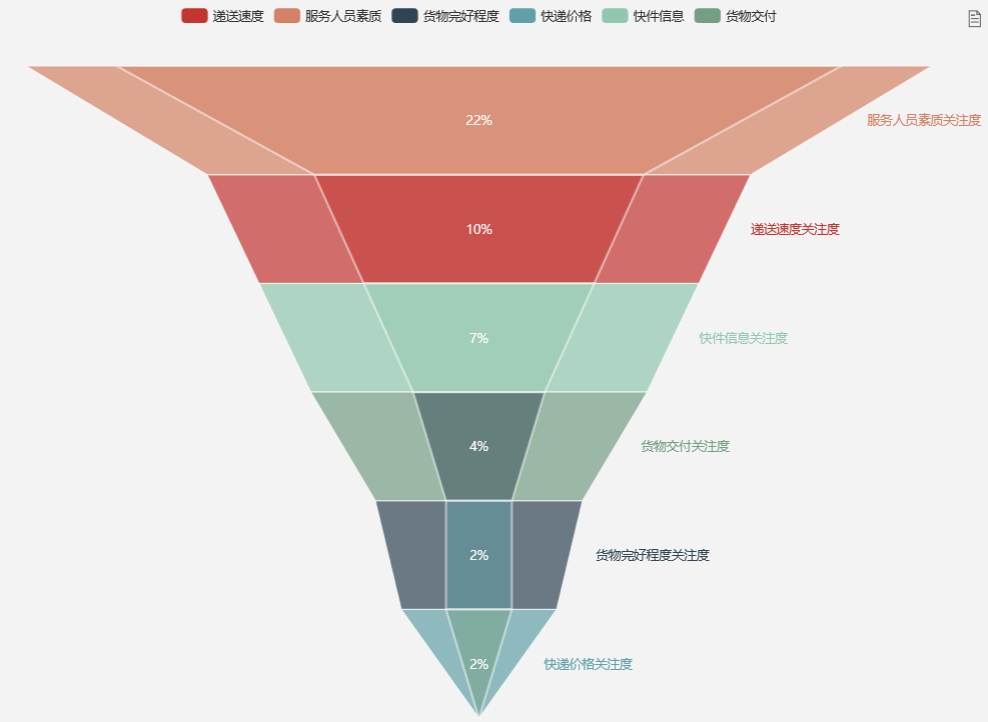 递送速度 服务人员素质 货物完好程度 快递价格 快件信息 货物交付
22%
服务人员素质关注度
10%
递送速度关注度
7%
快件信息关注度
4%
货物交付关注度
2%
货物完好程度关注度
2%
快递价格关注度